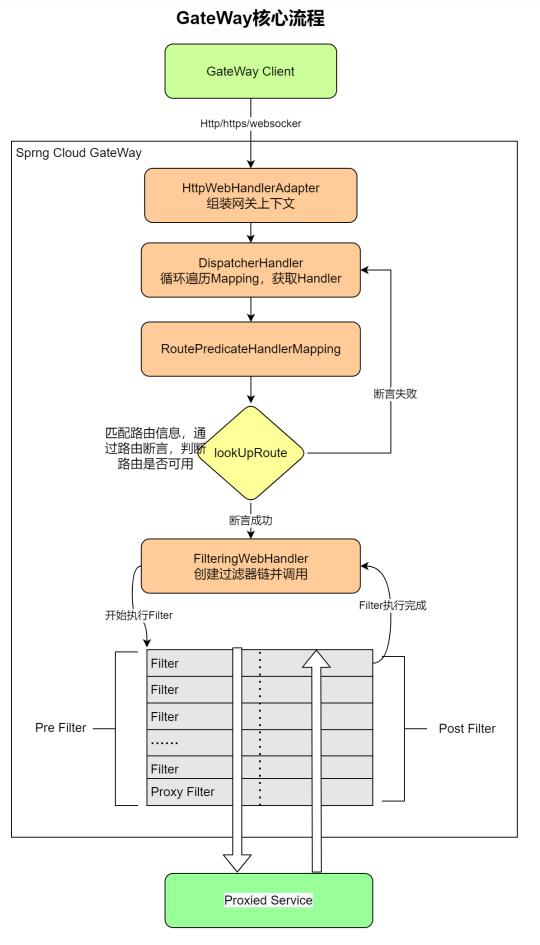 GateWay核心流程
GateWay Client
Http/https/websocker
Sprng Cloud GateWay
HttpWebHandlerAdapter
组装网关上下文
DispatcherHandler
循环遍历Mapping，获取Handler
RoutePredicateHandlerMapping
断言失败
匹配路由信息，通
过路由断言，判断
路由是否可用
lookUpRoute
断言成功
FilteringWebHandler
创建过滤器链并调用
开始执行Filter
Filter执行完成
Filter
Filter
Filter
······
Filter
Proxy Filter
Pre Filter
Post Filter
Proxied Service